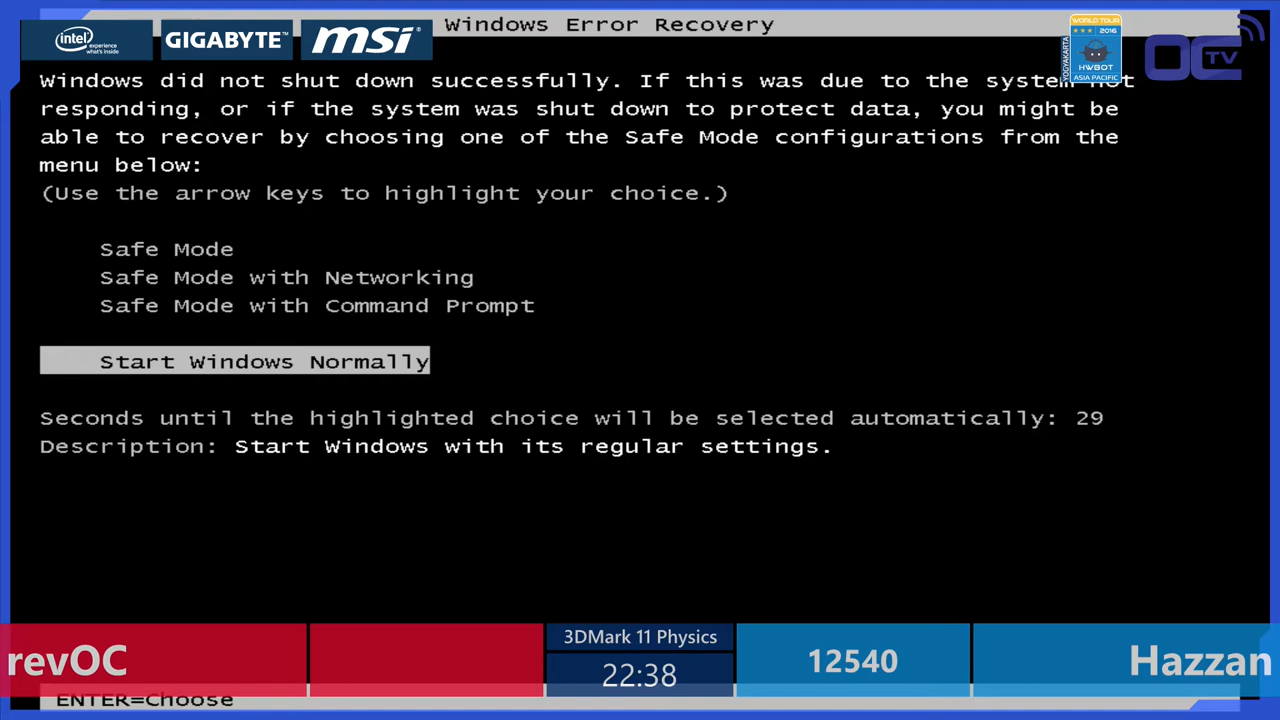 Windows Error Recovery
intel
experience
what's inside™
GIGABYTE™
msi
WORLD TOUR
2016
YOGYAKARTA
HWBOT
ASIA PACIFIC
OC TV
Windows did not shut down successfully. If this was due to the system not
responding, or if the system was shut down to protect data, you might be
able to recover by choosing one of the Safe Mode configurations from the
menu below:
(Use the arrow keys to highlight your choice.)
Safe Mode
Safe Mode with Networking
Safe Mode with Command Prompt
Start Windows Normally
Seconds until the highlighted choice will be selected automatically: 29
Description: Start Windows with its regular settings.
revOC
3DMark 11 Physics
22:38
12540
Hazzan
ENTER=Choose